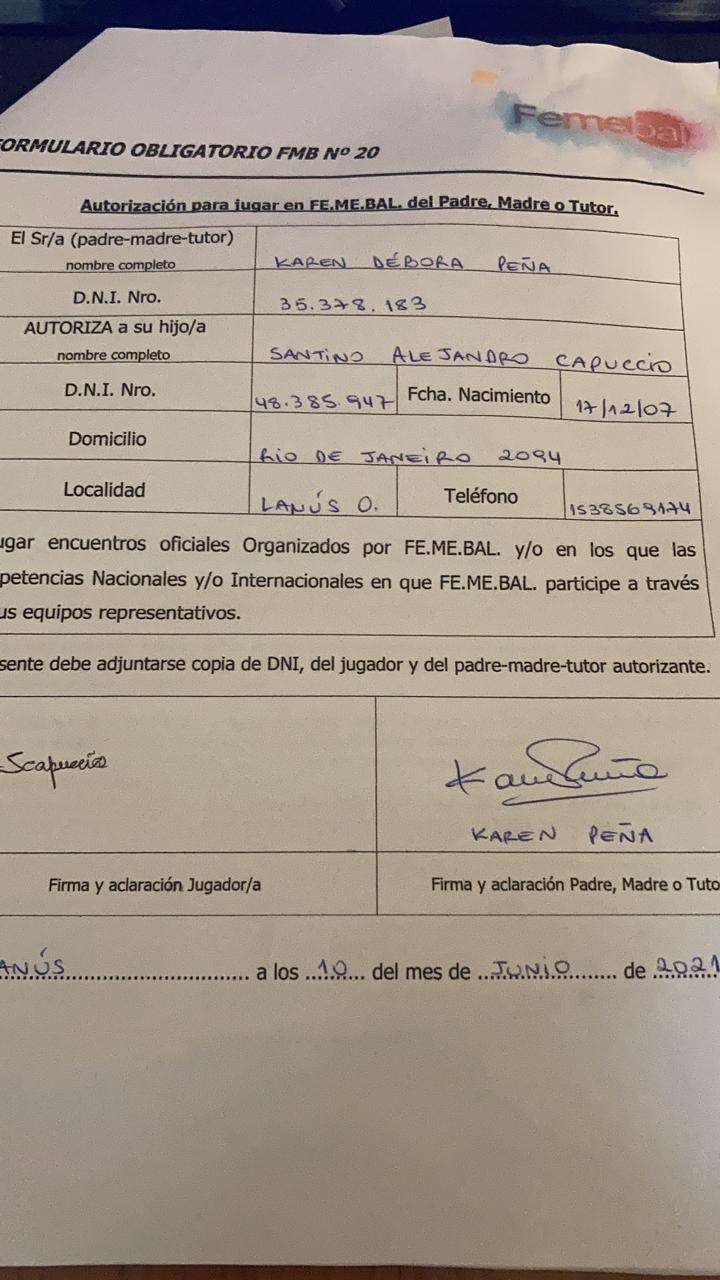 Femebal
FORMULARIO OBLIGATORIO FMB Nº 20
Autorización para jugar en FE.ME.BAL. del Padre, Madre o Tutor.
El Sr/a (padre-madre-tutor)
nombre completo
KAREN DÉBORA PEÑA
D.N.I. Nro.
35.378.183
AUTORIZA a su hijo/a
nombre completo
SANTINO ALEJANDRO CAPUCCIO
D.N.I. Nro.
48.385.947
Fcha. Nacimiento
17/12/07
Domicilio
RIO DE JANEIRO 2094
Localidad
LANÚS O.
Teléfono
1538569174
ugar encuentros oficiales Organizados por FE.ME.BAL. y/o en los que las
petencias Nacionales y/o Internacionales en que FE.ME.BAL. participe a través
us equipos representativos.
sente debe adjuntarse copia de DNI, del jugador y del padre-madre-tutor autorizante.
Scapuccio
KAREN PEÑA
Firma y aclaración Jugador/a
Firma y aclaración Padre, Madre o Tuto
ANÚS a los 10 del mes de JUNIO de 2021